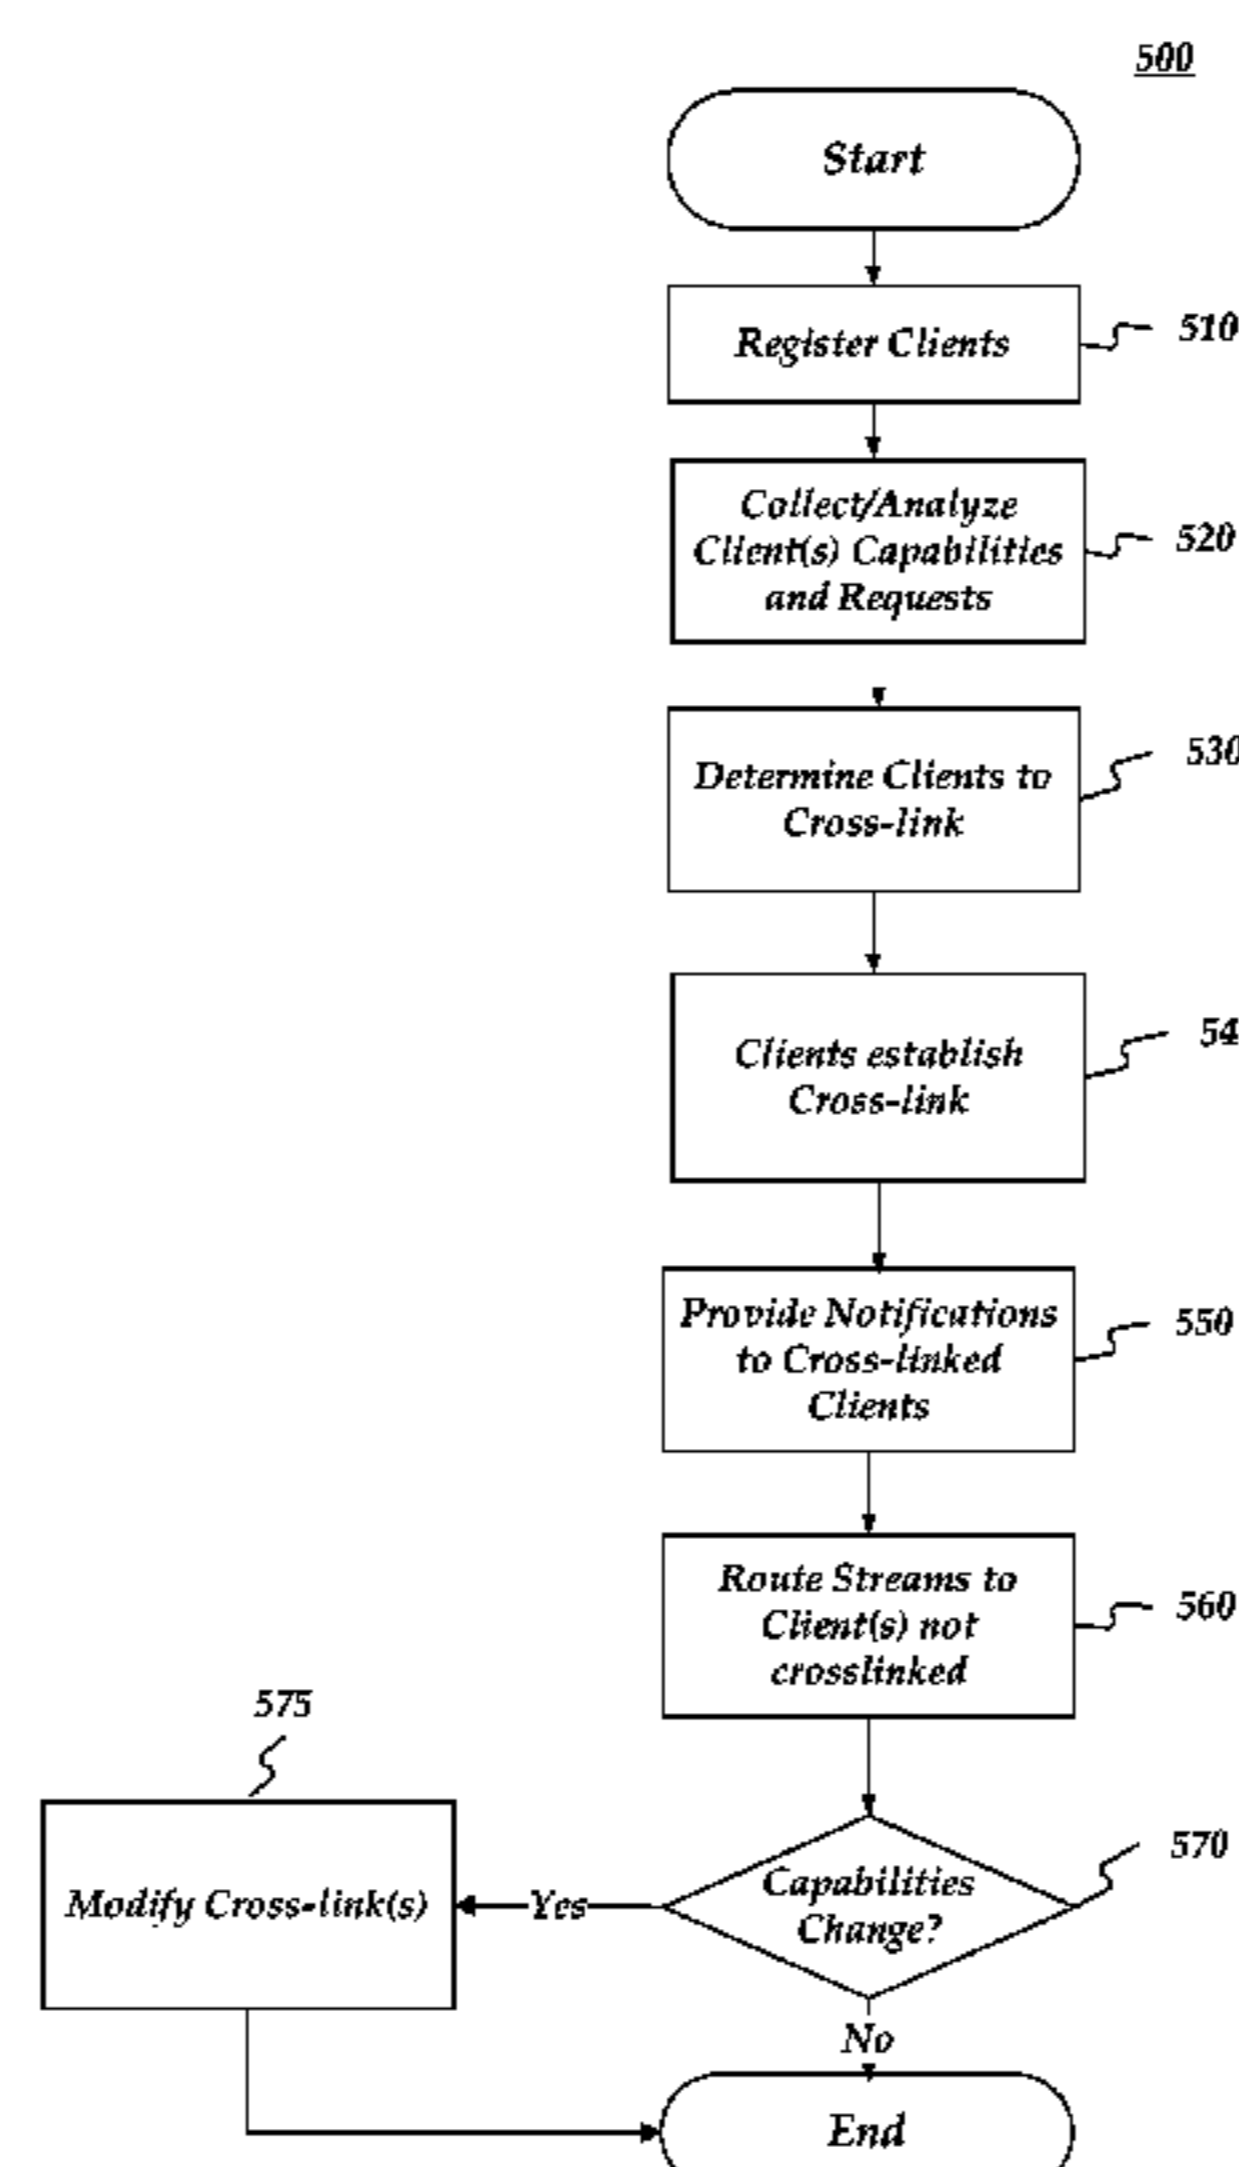 500
Start
Register Clients
510
Collect/Analyze
Client(s) Capabilities
and Requests
520
Determine Clients to
Cross-link
530
Clients establish
Cross-link
54
Provide Notifications
to Cross-linked
Clients
550
Route Streams to
Client(s) not
crosslinked
560
575
Modify Cross-link(s)
Yes
Capabilities
Change?
570
No
End